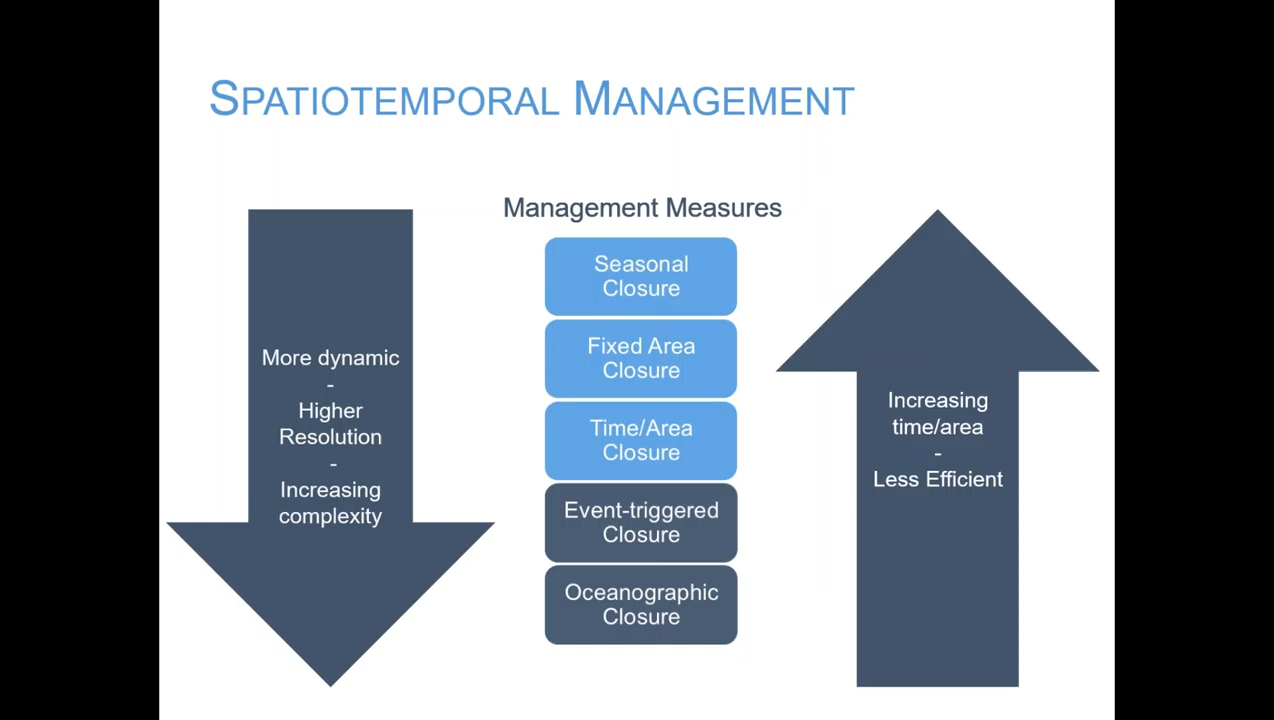 SPATIOTEMPORAL MANAGEMENT
Management Measures
More dynamic
-
Higher
Resolution
-
Increasing
complexity
Seasonal
Closure
Fixed Area
Closure
Time/Area
Closure
Event-triggered
Closure
Oceanographic
Closure
Increasing
time/area
-
Less Efficient